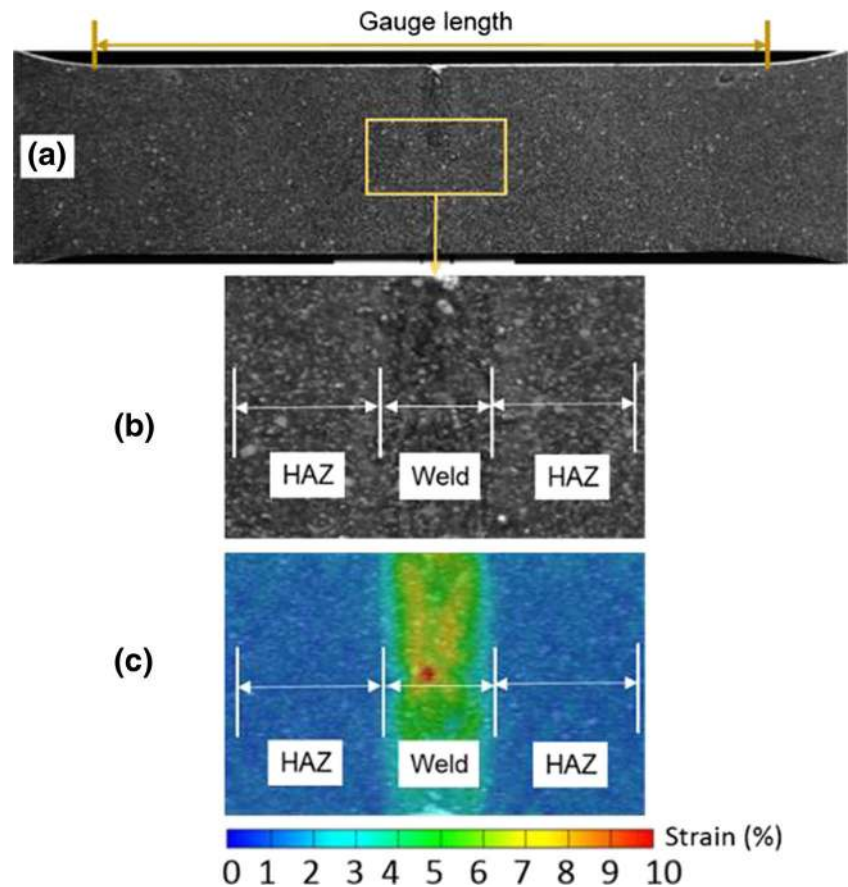 Gauge length
(a)
(b)
HAZ Weld HAZ
(c)
HAZ Weld HAZ
Strain (%)
0 1 2 3 4 5 6 7 8 9 10